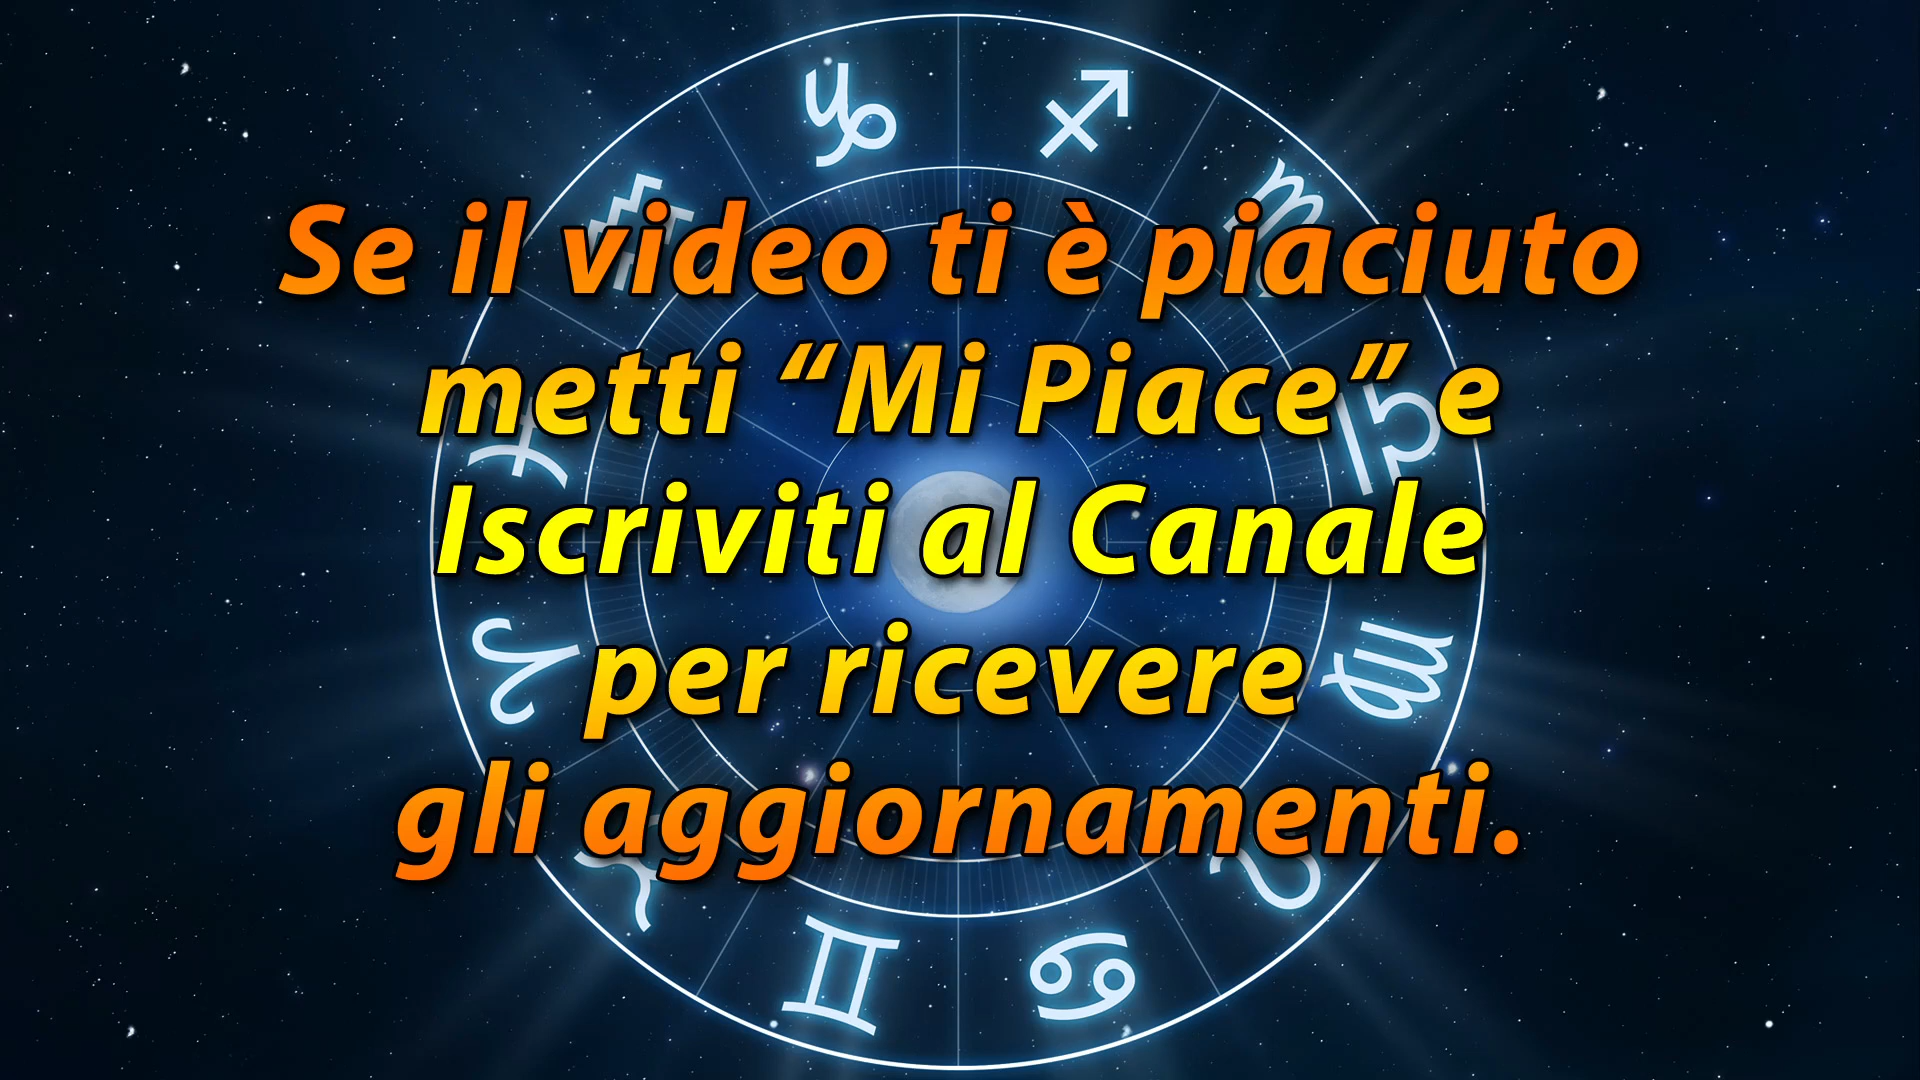 Se il video ti è piaciuto
metti “Mi Piace” e
Iscriviti al Canale
per ricevere
gli aggiornamenti.